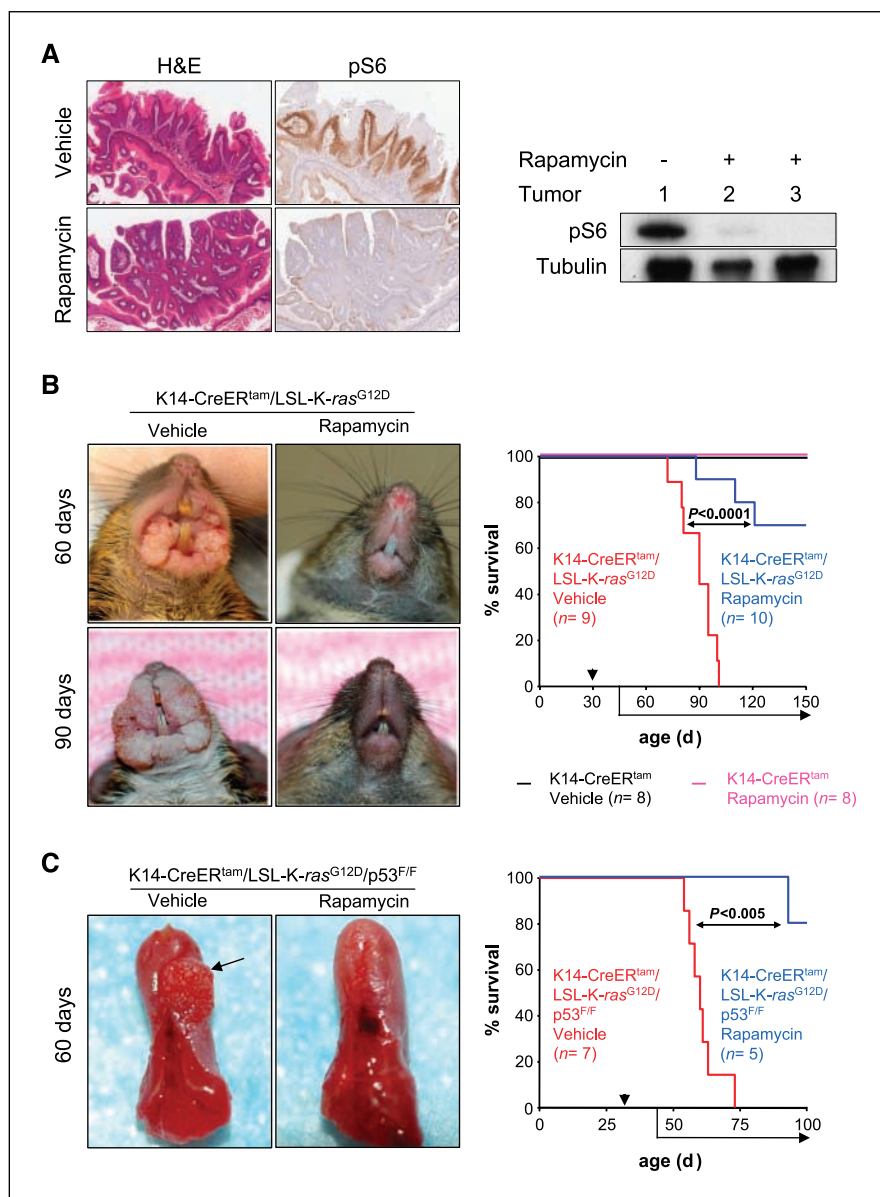 A
H&E
pS6
Vehicle
Rapamycin
Rapamycin - + +
Tumor 1 2 3
pS6
Tubulin
B
K14-CreERtam/LSL-K-rasG12D
Vehicle
Rapamycin
60 days
90 days
% survival
100
80
60
40
20
0
P<0.0001
K14-CreERtam/
LSL-K-rasG12D
Vehicle
(n= 9)
K14-CreERtam/
LSL-K-rasG12D
Rapamycin
(n= 10)
0 30 60 90 120 150
age (d)
K14-CreERtam
Vehicle (n= 8)
K14-CreERtam
Rapamycin (n= 8)
C
K14-CreERtam/LSL-K-rasG12D/p53F/F
Vehicle
Rapamycin
60 days
% survival
100
80
60
40
20
0
P<0.005
K14-CreERtam/
LSL-K-rasG12D/
p53F/F
Vehicle
(n= 7)
K14-CreERtam/
LSL-K-rasG12D/
p53F/F
Rapamycin
(n= 5)
0 25 50 75 100
age (d)